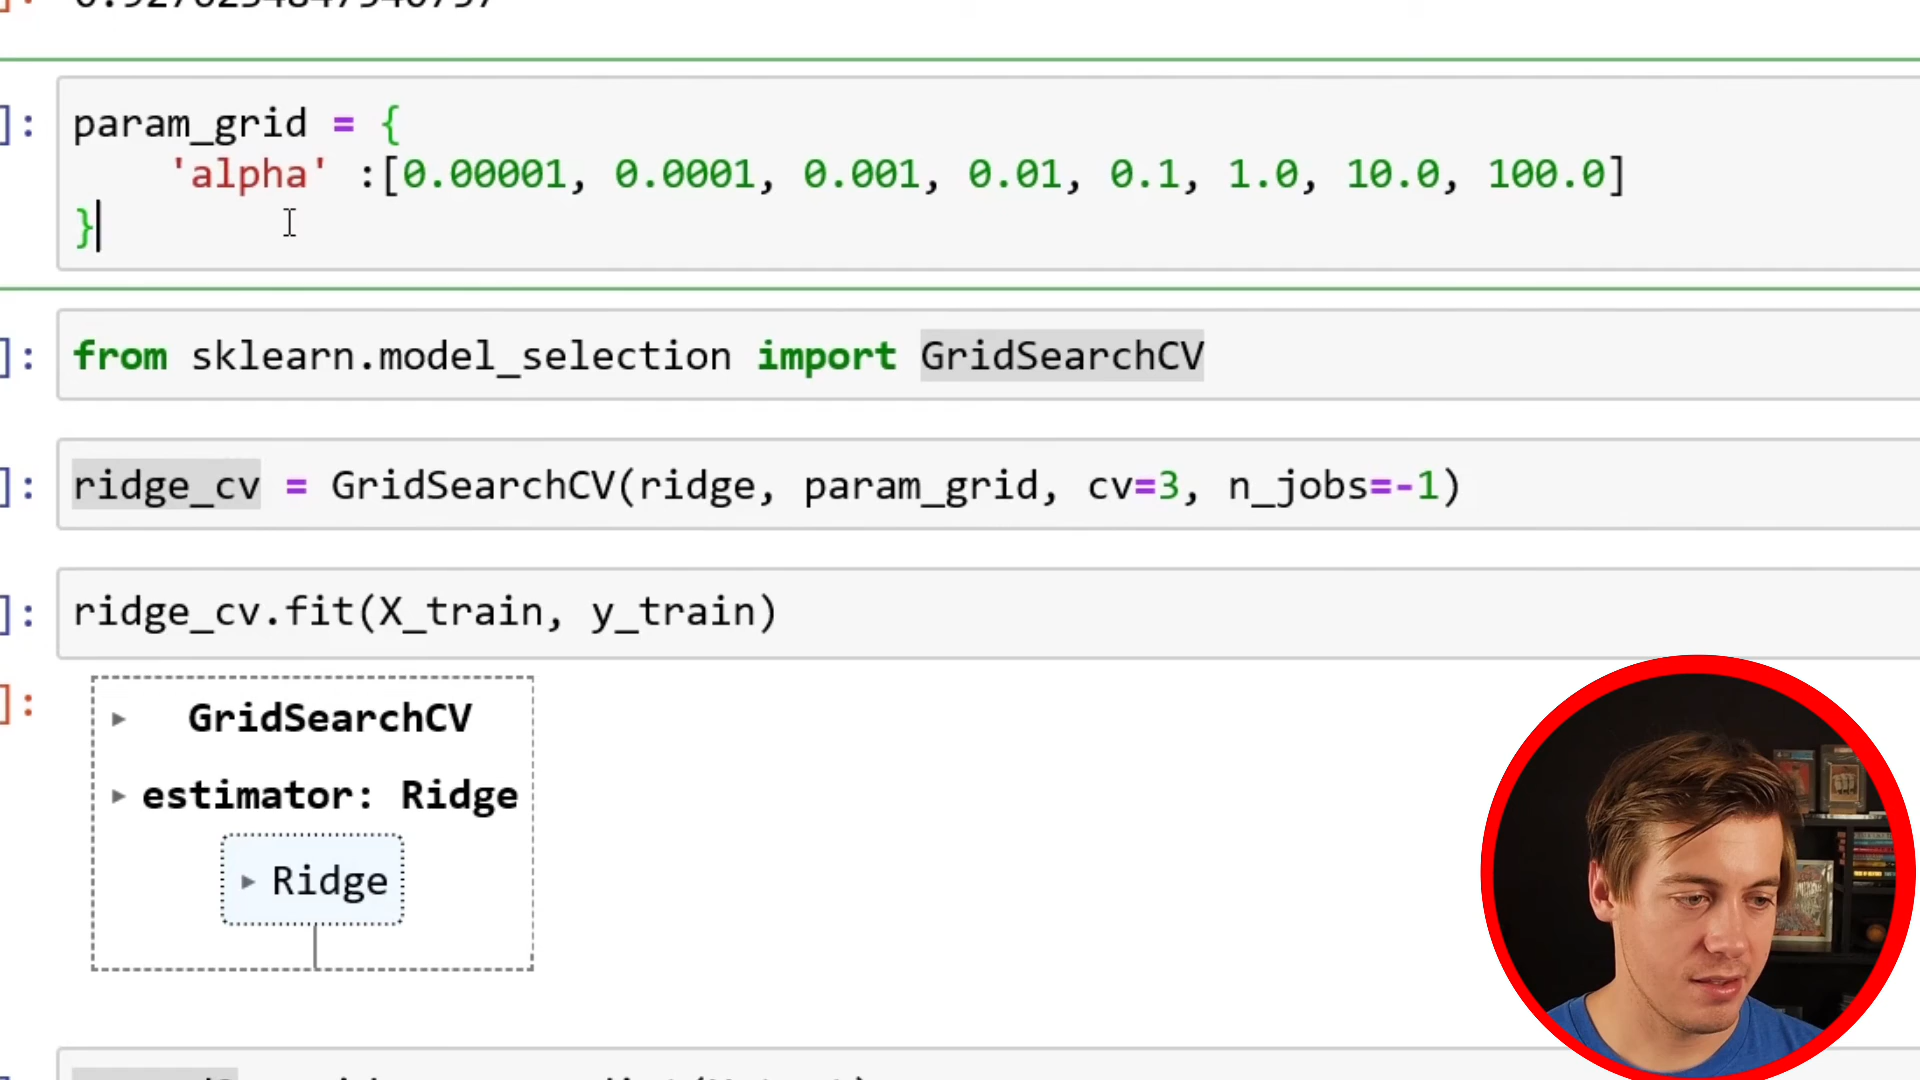 ]:
param_grid = {
'alpha' :[0.00001, 0.0001, 0.001, 0.01, 0.1, 1.0, 10.0, 100.0]
}
]:
from sklearn.model_selection import GridSearchCV
]:
ridge_cv = GridSearchCV(ridge, param_grid, cv=3, n_jobs=-1)
]:
ridge_cv.fit(X_train, y_train)
]:
GridSearchCV
estimator: Ridge
Ridge